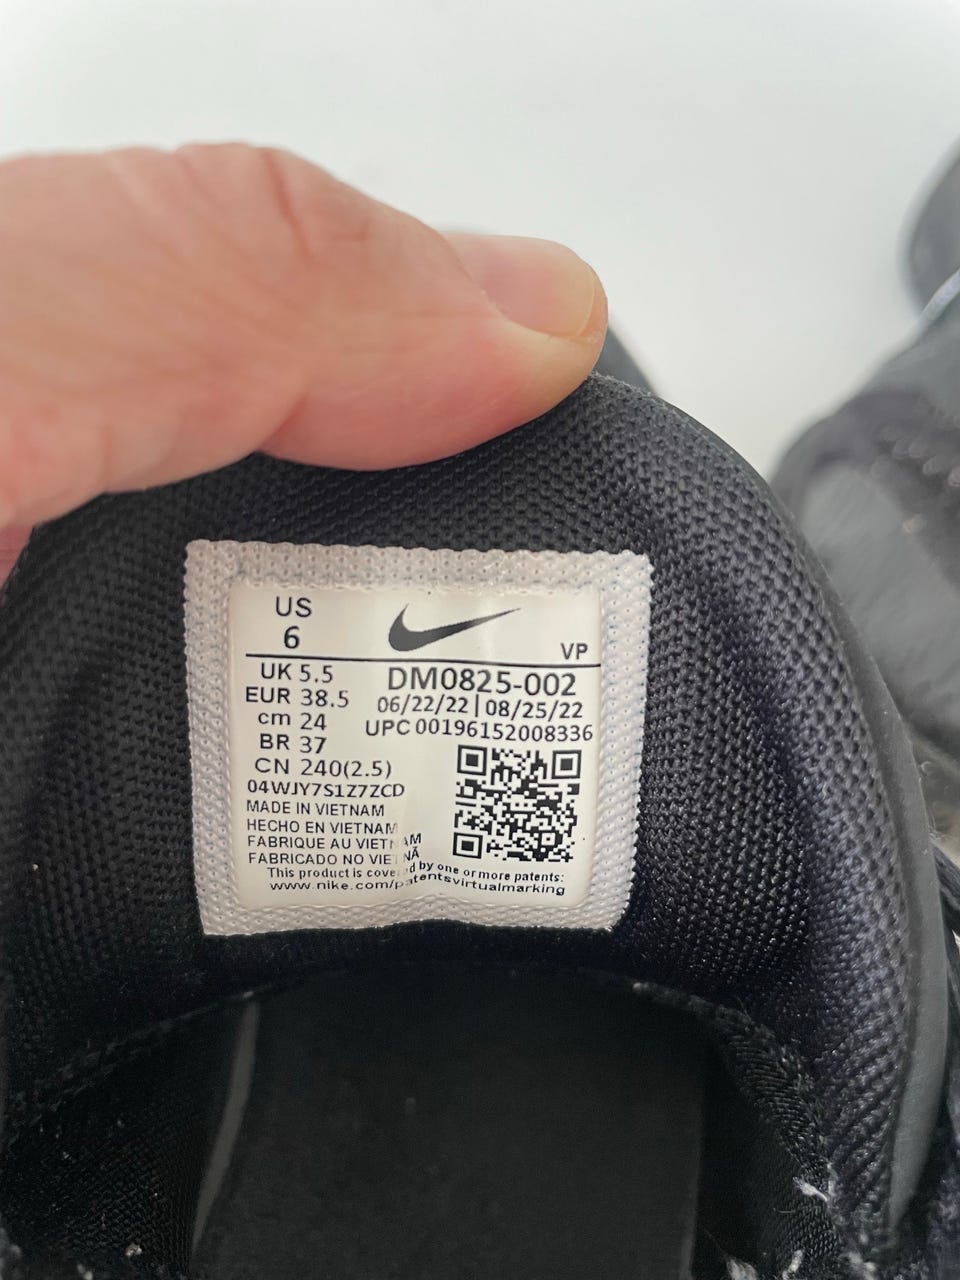 US
6
VP
UK 5.5
EUR 38.5
cm 24
BR 37
CN 240(2.5)
DM0825-002
06/22/22 | 08/25/22
UPC 00196152008336
04WJY7S1Z7ZCD
MADE IN VIETNAM
HECHO EN VIETNAM
FABRIQUE AU VIETNAM
FABRICADO NO VIETNÃ
This product is covered by one or more patents:
www.nike.com/patentsvirtualmarking